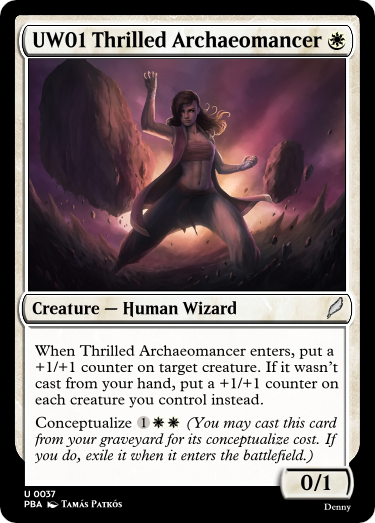 UW01 Thrilled Archaeomancer
Creature — Human Wizard
When Thrilled Archaeomancer enters, put a
+1/+1 counter on target creature. If it wasn't
cast from your hand, put a +1/+1 counter on
each creature you control instead.
Conceptualize 1 (You may cast this
card from your graveyard for its conceptualize cost. If
you do, exile it when it enters the battlefield.)
0/1
U 0037
PBA Tamás Patkós
Denny